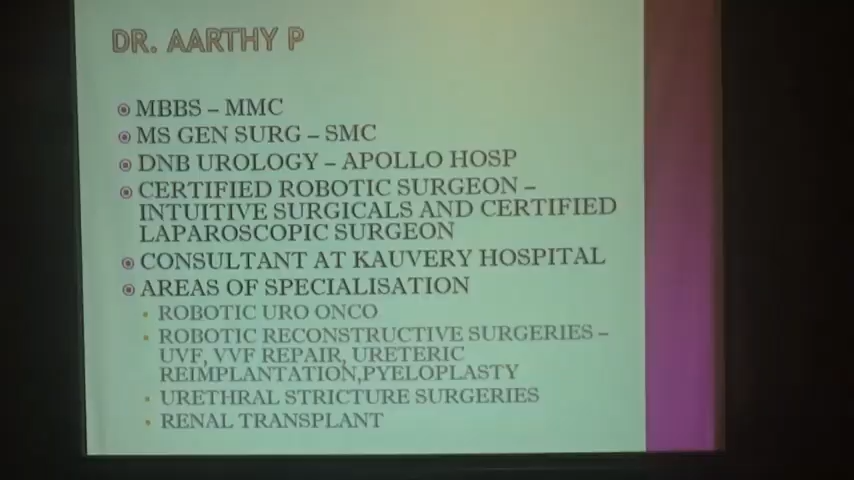 DR. AARTHY P
MBBS – MMC
MS GEN SURG – SMC
DNB UROLOGY – APOLLO HOSP
CERTIFIED ROBOTIC SURGEON –
INTUITIVE SURGICALS AND CERTIFIED
LAPAROSCOPIC SURGEON
CONSULTANT AT KAUVERY HOSPITAL
AREAS OF SPECIALISATION
ROBOTIC URO ONCO
ROBOTIC RECONSTRUCTIVE SURGERIES –
UVF, VVF REPAIR, URETERIC
REIMPLANTATION,PYELOPLASTY
URETHRAL STRICTURE SURGERIES
RENAL TRANSPLANT